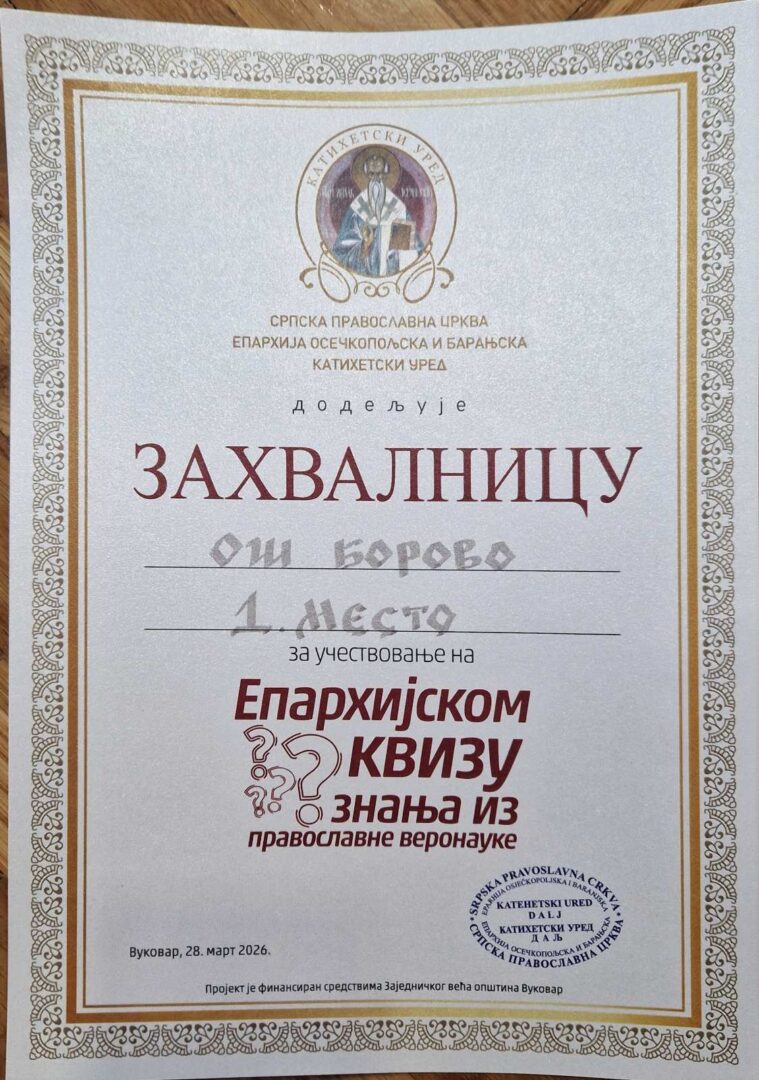 КАТИХЕТСКИ УРЕД
СРПСКА ПРАВОСЛАВНА ЦРКВА
ЕПАРХИЈА ОСЕЧКОПОЉСКА И БАРАЊСКА
КАТИХЕТСКИ УРЕД
додељује
ЗАХВАЛНИЦУ
ОШ БОРОВО
1. МЕСТО
за учествовање на
Епархијском
??? квизу
знања из
православне веронауке
SRPSKA PRAVOSLAVNA CRKVA
EPARHIJA OSJEČKOPOLJSKA I BARANJSKA
KATEHETSKI URED
DALJ
КАТИХЕТСКИ УРЕД
ДАЉ
ЕПАРХИЈА ОСЕЧКОПОЉСКА И БАРАЊСКА
СРПСКА ПРАВОСЛАВНА ЦРКВА
Вуковар, 28. март 2026.
Пројект је финансиран средствима Заједничког већа општина Вуковар